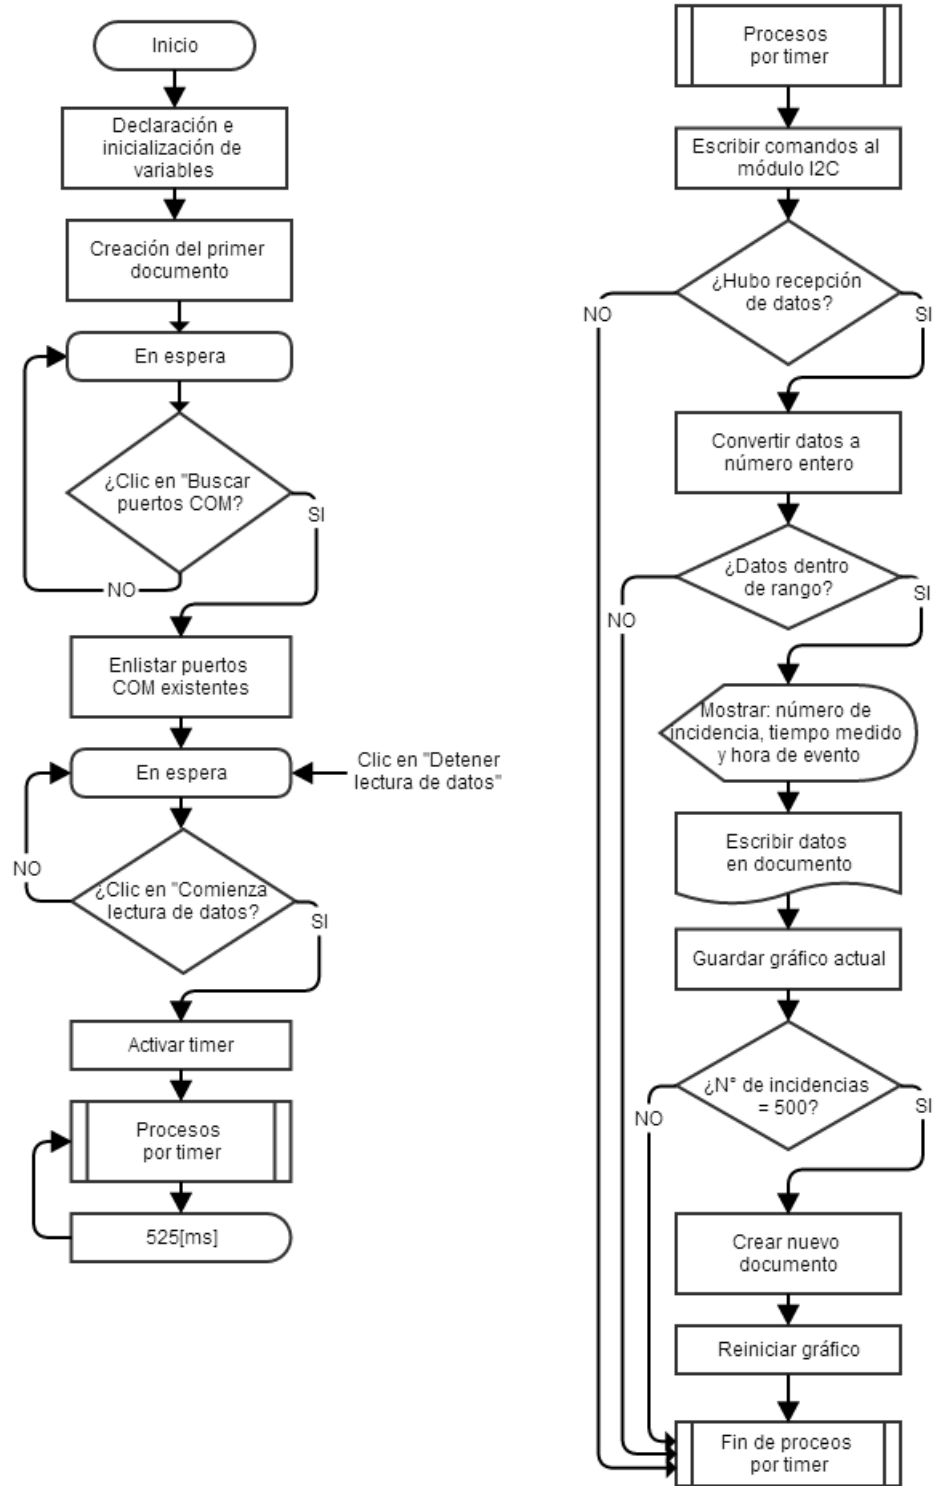 Inicio
Declaración e
inicialización de
variables
Creación del primer
documento
En espera
¿Clic en "Buscar
puertos COM?
SI
NO
Enlistar puertos
COM existentes
En espera
Clic en "Detener
lectura de datos"
NO
¿Clic en "Comienza
lectura de datos?
SI
Activar timer
Procesos
por timer
525[ms]
Procesos
por timer
Escribir comandos al
módulo I2C
¿Hubo recepción
de datos?
NO
SI
Convertir datos a
número entero
¿Datos dentro
de rango?
NO
SI
Mostrar: número de
incidencia, tiempo medido
y hora de evento
Escribir datos
en documento
Guardar gráfico actual
¿N° de incidencias
= 500?
NO
SI
Crear nuevo
documento
Reiniciar gráfico
Fin de proceos
por timer